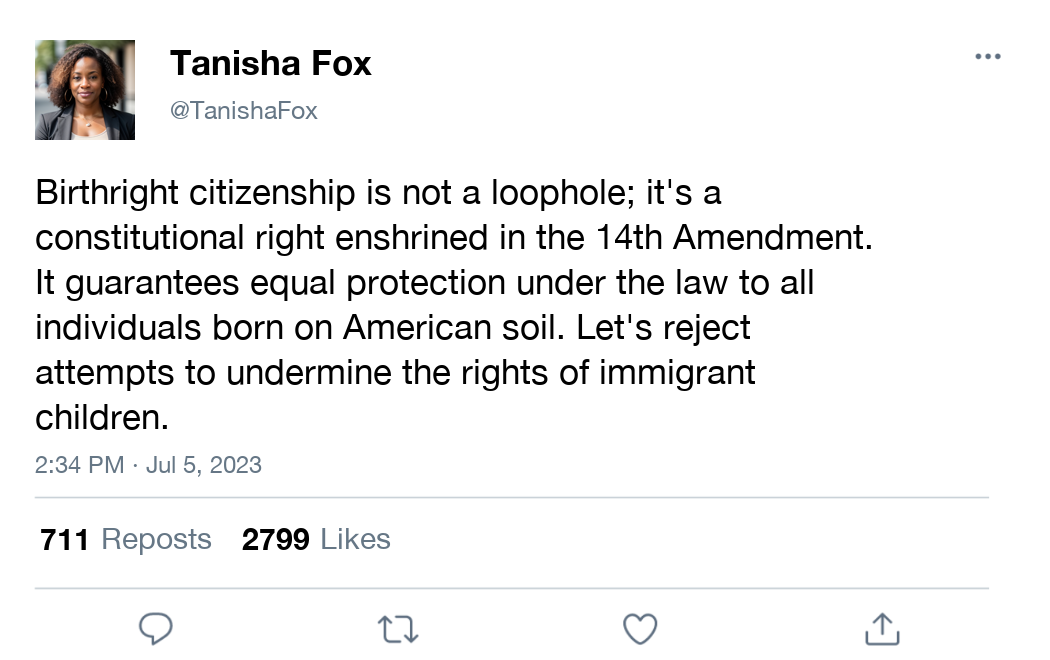 Tanisha Fox
@TanishaFox
Birthright citizenship is not a loophole; it's a
constitutional right enshrined in the 14th Amendment.
It guarantees equal protection under the law to all
individuals born on American soil. Let's reject
attempts to undermine the rights of immigrant
children.
2:34 PM · Jul 5, 2023
711 Reposts 2799 Likes